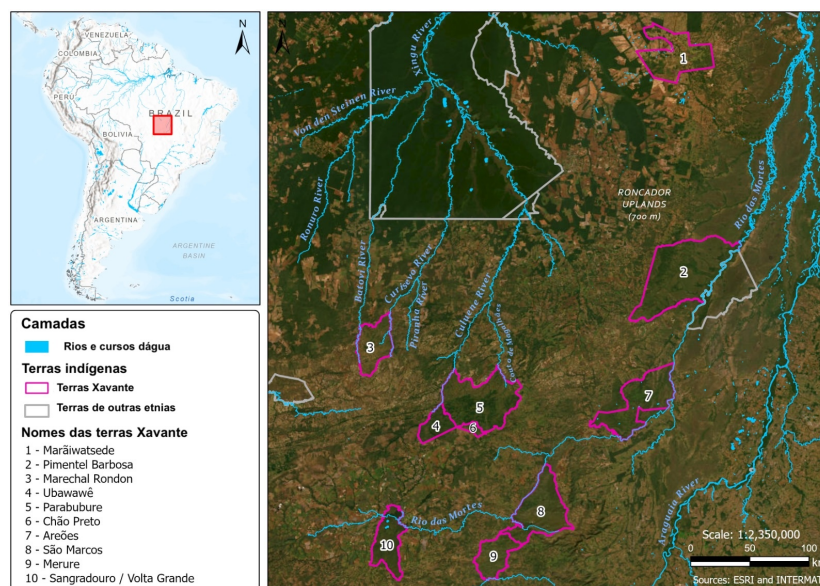 N
VENEZUELA
COLOMBIA
PERU
BRAZIL
BOLIVIA
ARGENTINA
ARGENTINE
BASIN
Scotia
Camadas
Rios e cursos dágua
Terras indígenas
Terras Xavante
Terras de outras etnias
Nomes das terras Xavante
1 - Marãiwatsede
2 - Pimentel Barbosa
3 - Marechal Rondon
4 - Ubawawê
5 - Parabubure
6 - Chão Preto
7 - Areões
8 - São Marcos
9 - Merure
10 - Sangradouro / Volta Grande
N
Xingu River
1
Von den Steinen River
Ronuro River
RONCADOR
UPLANDS
(700 m)
Rio das Mortes
2
Batovi River
Curisevo River
Piranha River
Culuene River
Couto de Magalhães
3
4
5
6
7
Rio das Mortes
8
9
10
Araguaia River
Scale: 1:2,350,000
0
50
100
km
Sources: ESRI and INTERMAT